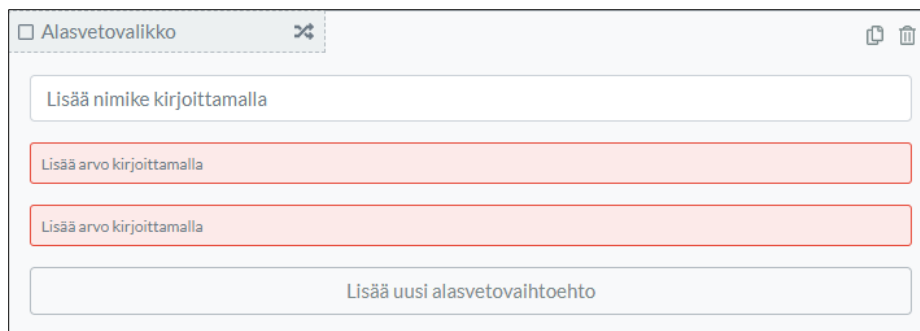 Alasvetovalikko
Lisää nimike kirjoittamalla
Lisää arvo kirjoittamalla
Lisää arvo kirjoittamalla
Lisää uusi alasvetovaihtoehto